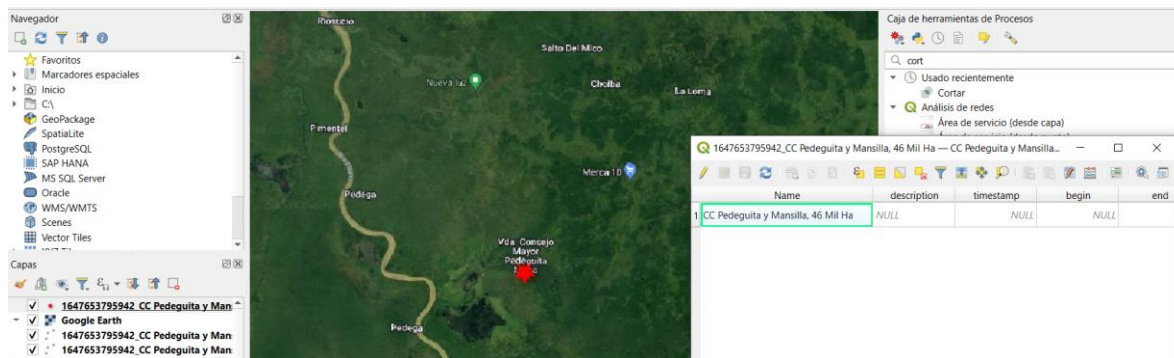 Navegador
Favoritos
Marcadores espaciales
Inicio
C:\
GeoPackage
SpatiaLite
PostgreSQL
SAP HANA
MS SQL Server
Oracle
WMS/WMTS
Scenes
Vector Tiles
Capas
1647653795942_CC Pedeguita y Man:
Google Earth
1647653795942_CC Pedeguita y Man:
1647653795942_CC Pedeguita y Man:
Riosucio
Salto Del Mico
Nueva luz
Choiba
La Loma
Pimentel
Merca 10
Pedega
Vda. Consejo
Mayor
Pedeguita
Pedega
Caja de herramientas de Procesos
cort
Usado recientemente
Cortar
Análisis de redes
Área de servicio (desde capa)
1647653795942_CC Pedeguita y Mansilla, 46 Mil Ha — CC Pedeguita y Mansilla...
Name description timestamp begin end
1 CC Pedeguita y Mansilla, 46 Mil Ha NULL NULL NULL